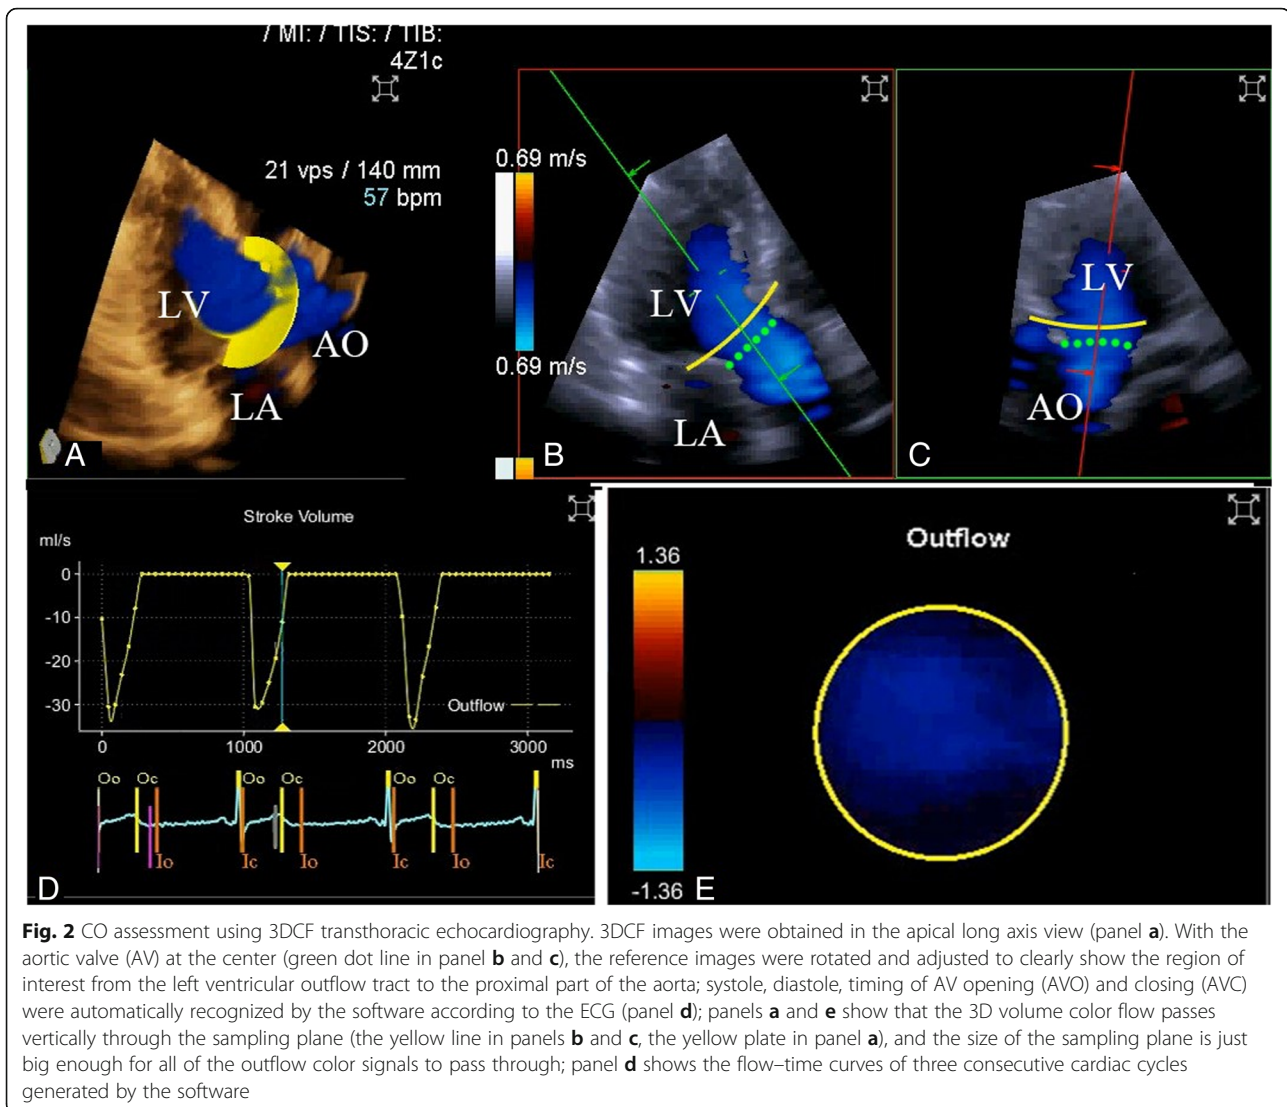 / MI: / TIS: / TIB:
4Z1c
21 vps / 140 mm
57 bpm
LV
AO
LA
A
0.69 m/s
0.69 m/s
LV
LA
B
LV
AO
C
Stroke Volume
ml/s
0
-10
-20
-30
Outflow
0 1000 2000 3000
ms
Oo Oc Oo Oc Oo Oc
Io Ic Io Ic Io Ic
D
Outflow
1.36
-1.36
E
Fig. 2 CO assessment using 3DCF transthoracic echocardiography. 3DCF images were obtained in the apical long axis view (panel a). With the
aortic valve (AV) at the center (green dot line in panel b and c), the reference images were rotated and adjusted to clearly show the region of
interest from the left ventricular outflow tract to the proximal part of the aorta; systole, diastole, timing of AV opening (AVO) and closing (AVC)
were automatically recognized by the software according to the ECG (panel d); panels a and e show that the 3D volume color flow passes
vertically through the sampling plane (the yellow line in panels b and c, the yellow plate in panel a), and the size of the sampling plane is just
big enough for all of the outflow color signals to pass through; panel d shows the flow–time curves of three consecutive cardiac cycles
generated by the software